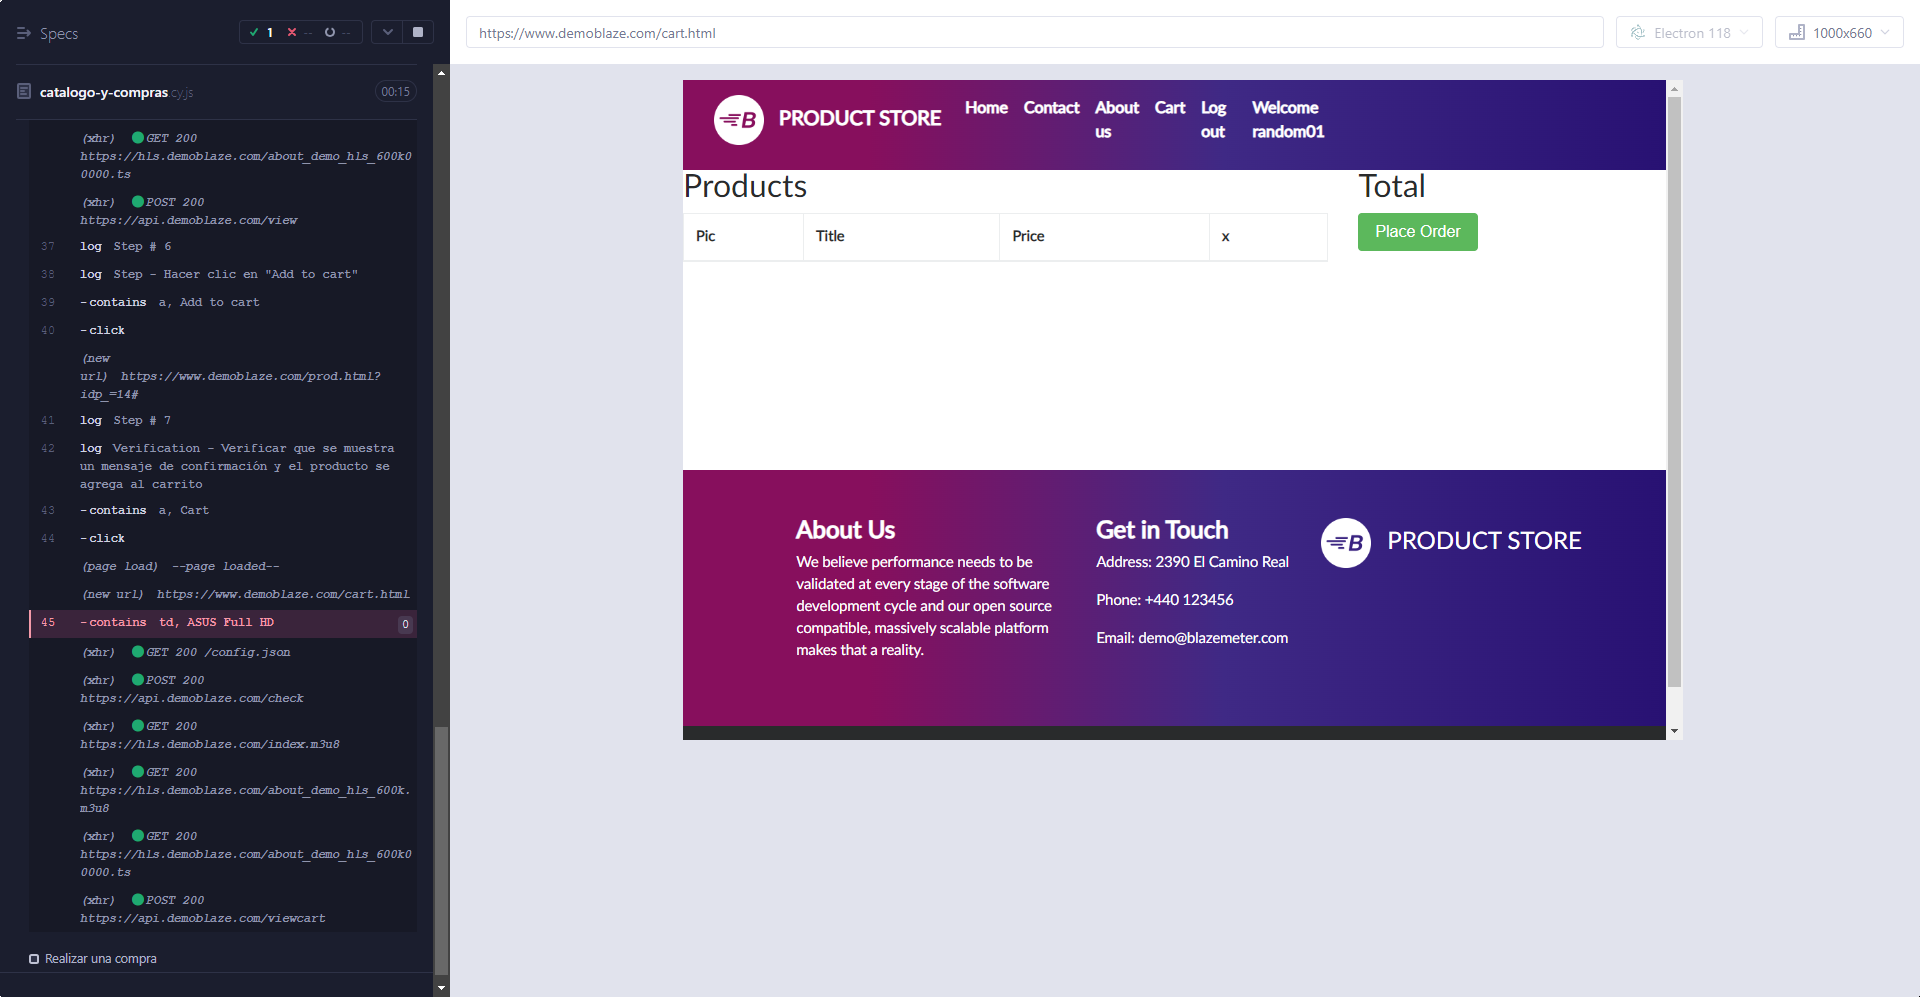 Specs
1 -- --
catalogo-y-compras.cy.js 00:15
(xhr) GET 200
https://hls.demoblaze.com/about_demo_hls_600k0
0000.ts
(xhr) POST 200
https://api.demoblaze.com/view
37 log Step # 6
38 log Step - Hacer clic en "Add to cart"
39 -contains a, Add to cart
40 -click
(new
url) https://www.demoblaze.com/prod.html?
idp_=14#
41 log Step # 7
42 log Verification - Verificar que se muestra
un mensaje de confirmación y el producto se
agrega al carrito
43 -contains a, Cart
44 -click
(page load) --page loaded--
(new url) https://www.demoblaze.com/cart.html
45 -contains td, ASUS Full HD 0
(xhr) GET 200 /config.json
(xhr) POST 200
https://api.demoblaze.com/check
(xhr) GET 200
https://hls.demoblaze.com/index.m3u8
(xhr) GET 200
https://hls.demoblaze.com/about_demo_hls_600k.
m3u8
(xhr) GET 200
https://hls.demoblaze.com/about_demo_hls_600k0
0000.ts
(xhr) POST 200
https://api.demoblaze.com/viewcart
Realizar una compra
https://www.demoblaze.com/cart.html
Electron 118
1000x660
B PRODUCT STORE
Home
Contact
About
us
Cart
Log
out
Welcome
random01
Products
Pic Title Price x
Total
Place Order
About Us
We believe performance needs to be
validated at every stage of the software
development cycle and our open source
compatible, massively scalable platform
makes that a reality.
Get in Touch
Address: 2390 El Camino Real
Phone: +440 123456
Email: demo@blazemeter.com
B PRODUCT STORE